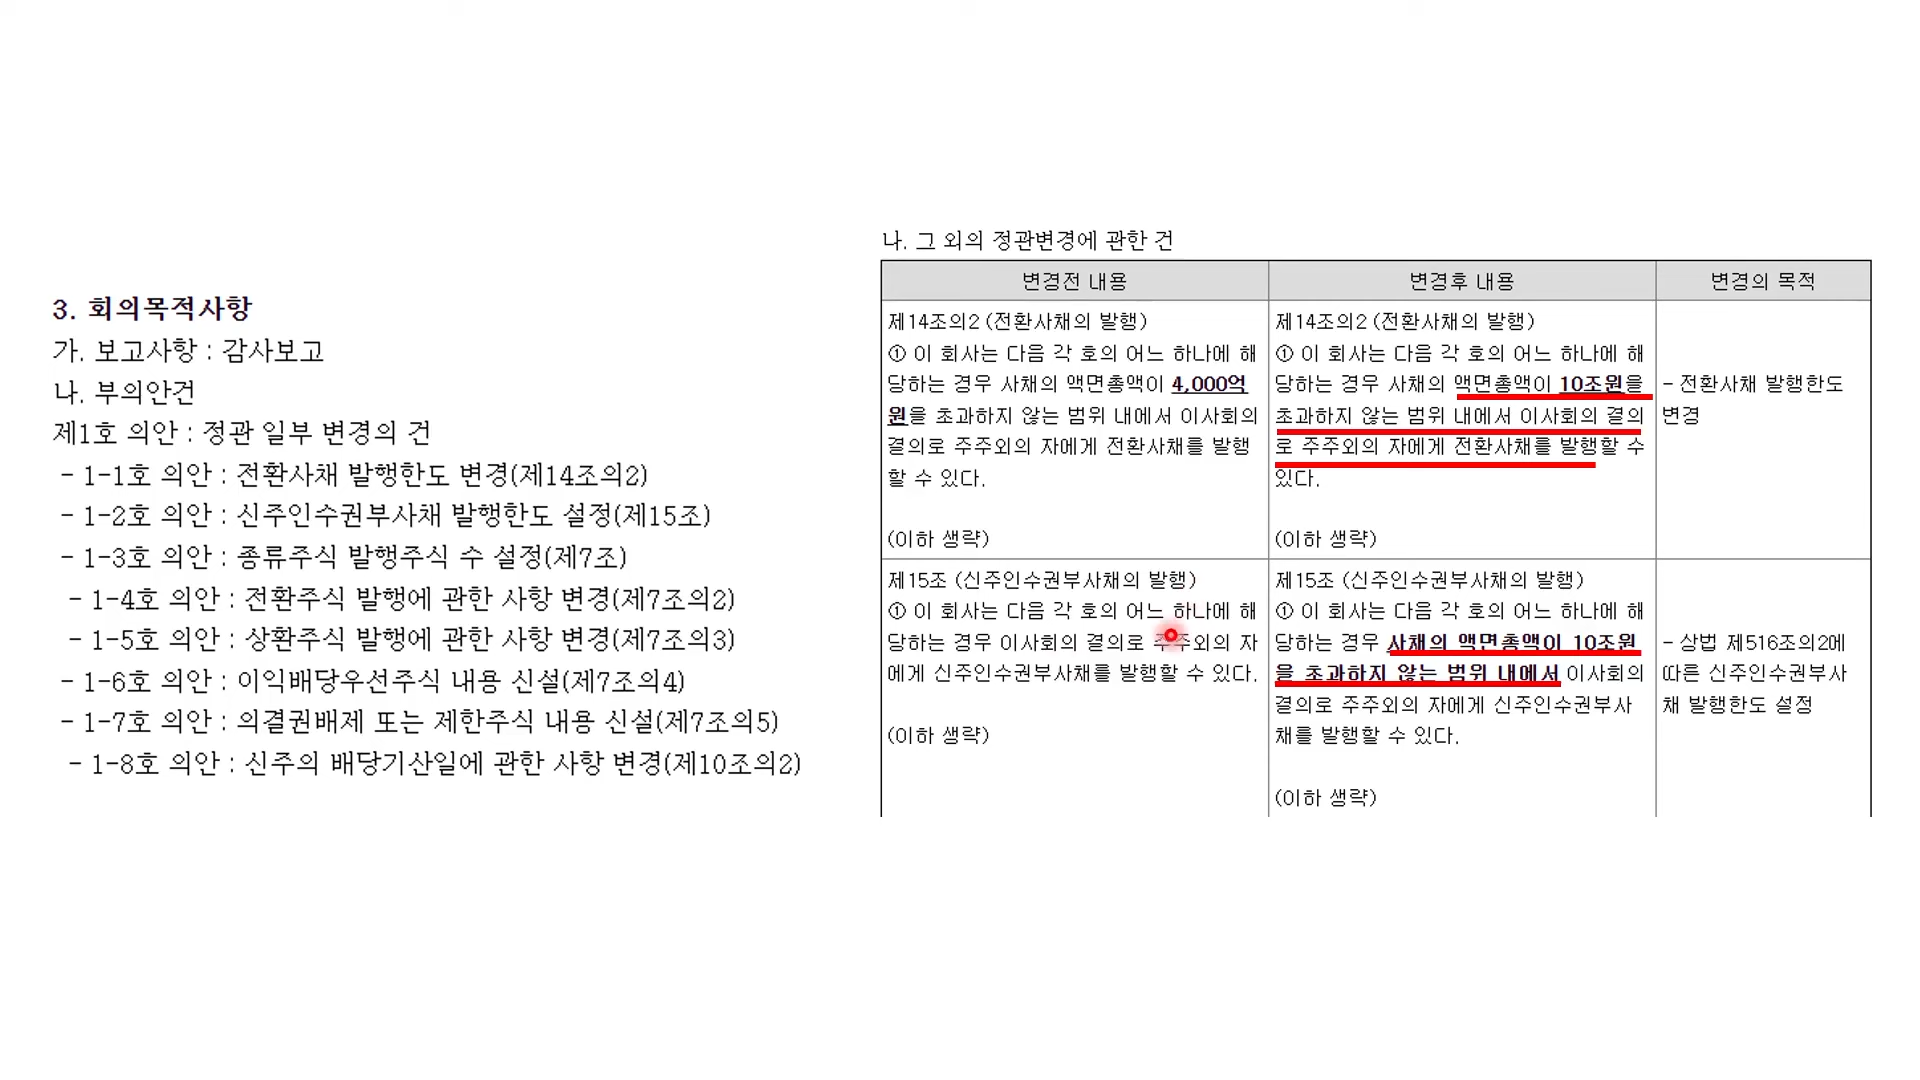 3. 회의목적사항
가. 보고사항 : 감사보고
나. 부의안건
제1호 의안 : 정관 일부 변경의 건
- 1-1호 의안 : 전환사채 발행한도 변경(제14조의2)
- 1-2호 의안 : 신주인수권부사채 발행한도 설정(제15조)
- 1-3호 의안 : 종류주식 발행주식 수 설정(제7조)
- 1-4호 의안 : 전환주식 발행에 관한 사항 변경(제7조의2)
- 1-5호 의안 : 상환주식 발행에 관한 사항 변경(제7조의3)
- 1-6호 의안 : 이익배당우선주식 내용 신설(제7조의4)
- 1-7호 의안 : 의결권배제 또는 제한주식 내용 신설(제7조의5)
- 1-8호 의안 : 신주의 배당기산일에 관한 사항 변경(제10조의2)
나. 그 외의 정관변경에 관한 건
변경전 내용
변경후 내용
변경의 목적
제14조의2 (전환사채의 발행)
① 이 회사는 다음 각 호의 어느 하나에 해
당하는 경우 사채의 액면총액이 4,000억
원을 초과하지 않는 범위 내에서 이사회의
결의로 주주외의 자에게 전환사채를 발행
할 수 있다.
(이하 생략)
제14조의2 (전환사채의 발행)
① 이 회사는 다음 각 호의 어느 하나에 해
당하는 경우 사채의 액면총액이 10조원을
초과하지 않는 범위 내에서 이사회의 결의
로 주주외의 자에게 전환사채를 발행할 수
있다.
(이하 생략)
- 전환사채 발행한도
변경
제15조 (신주인수권부사채의 발행)
① 이 회사는 다음 각 호의 어느 하나에 해
당하는 경우 이사회의 결의로 주주외의 자
에게 신주인수권부사채를 발행할 수 있다.
(이하 생략)
제15조 (신주인수권부사채의 발행)
① 이 회사는 다음 각 호의 어느 하나에 해
당하는 경우 사채의 액면총액이 10조원
을 초과하지 않는 범위 내에서 이사회의
결의로 주주외의 자에게 신주인수권부사
채를 발행할 수 있다.
(이하 생략)
- 상법 제516조의2에
따른 신주인수권부사
채 발행한도 설정